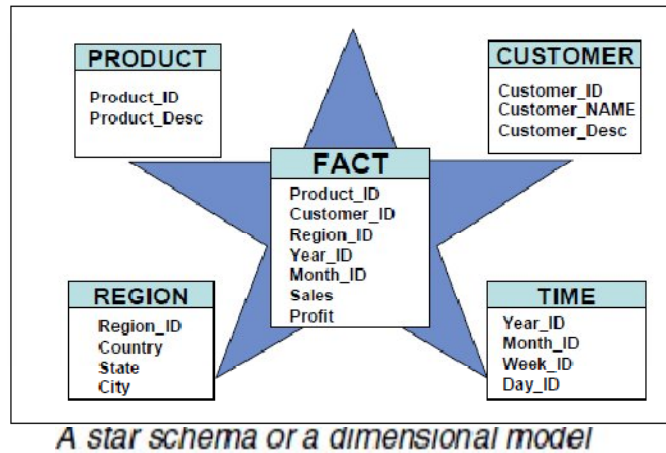 PRODUCT
Product_ID
Product_Desc
CUSTOMER
Customer_ID
Customer_NAME
Customer_Desc
FACT
Product_ID
Customer_ID
Region_ID
Year_ID
Month_ID
Sales
Profit
REGION
Region_ID
Country
State
City
TIME
Year_ID
Month_ID
Week_ID
Day_ID
A star schema or a dimensional model